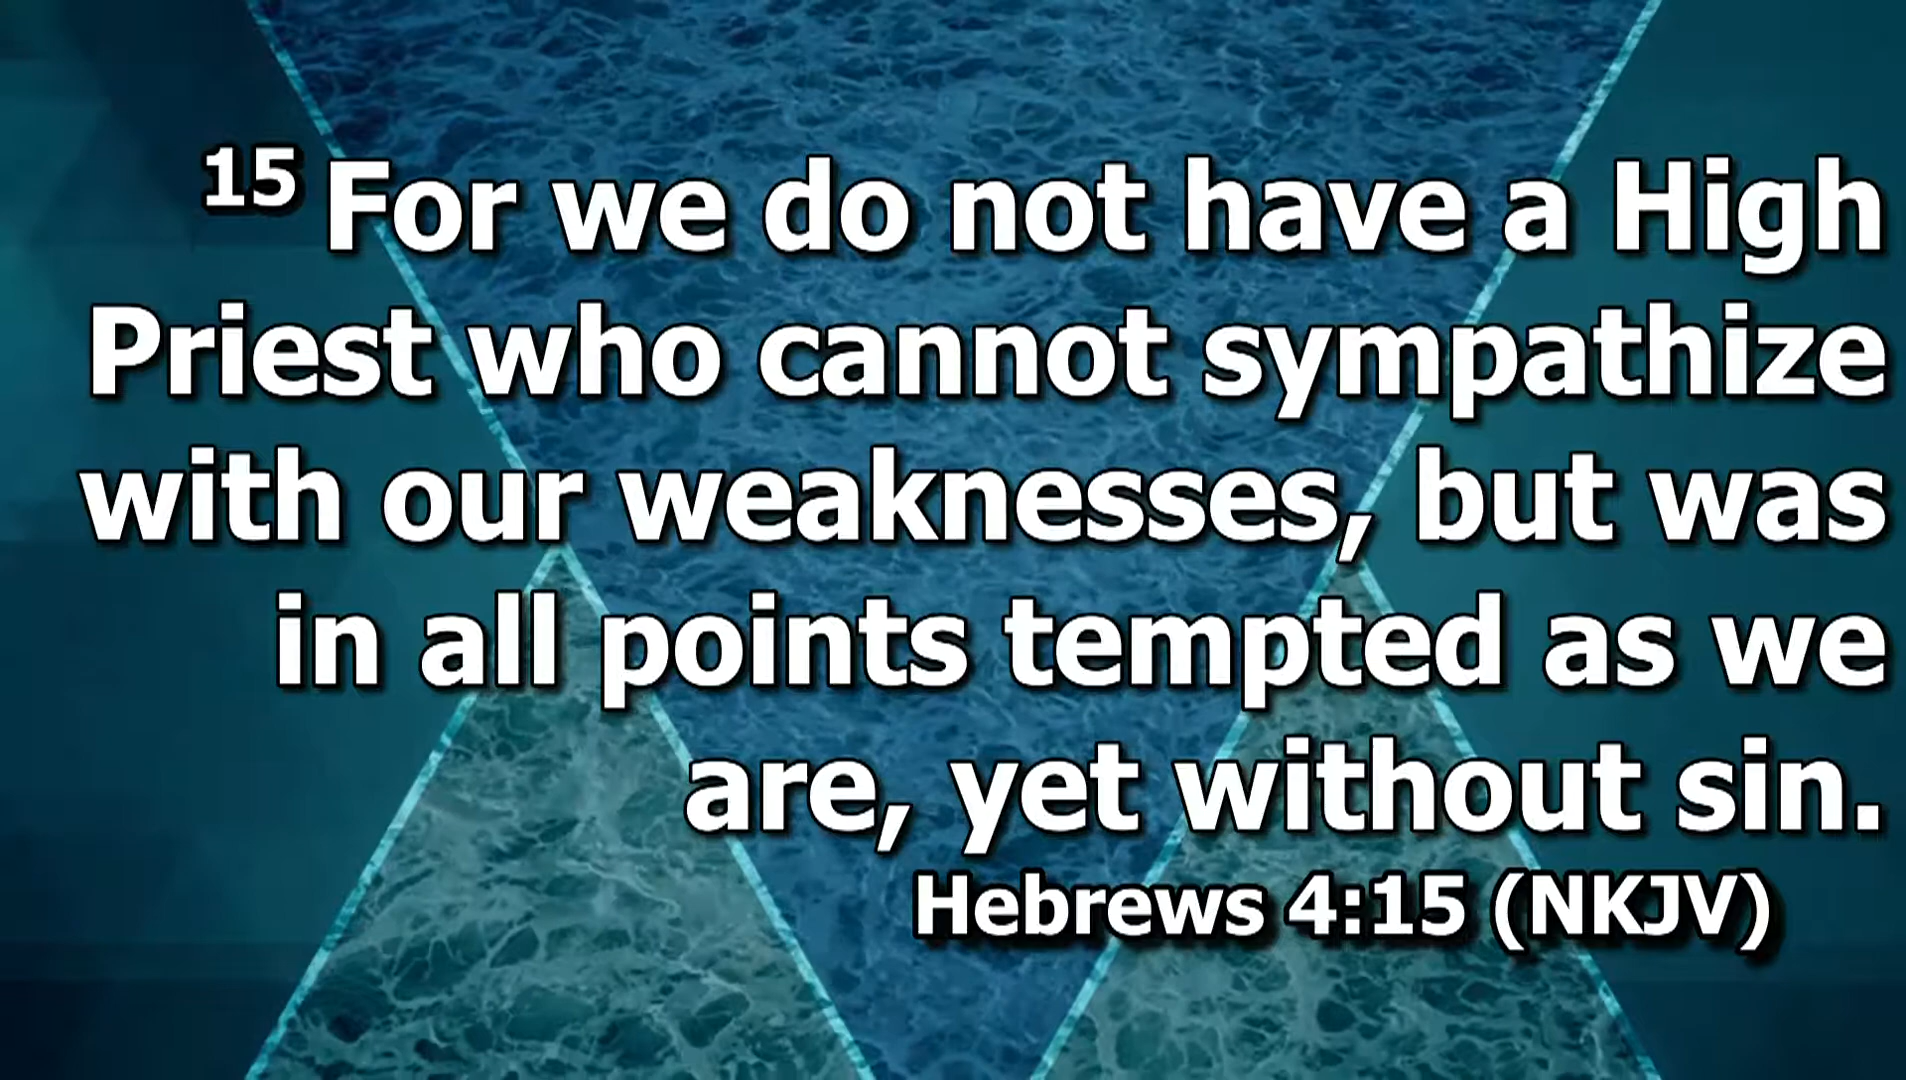 15 For we do not have a High
Priest who cannot sympathize
with our weaknesses, but was
in all points tempted as we
are, yet without sin.
Hebrews 4:15 (NKJV)